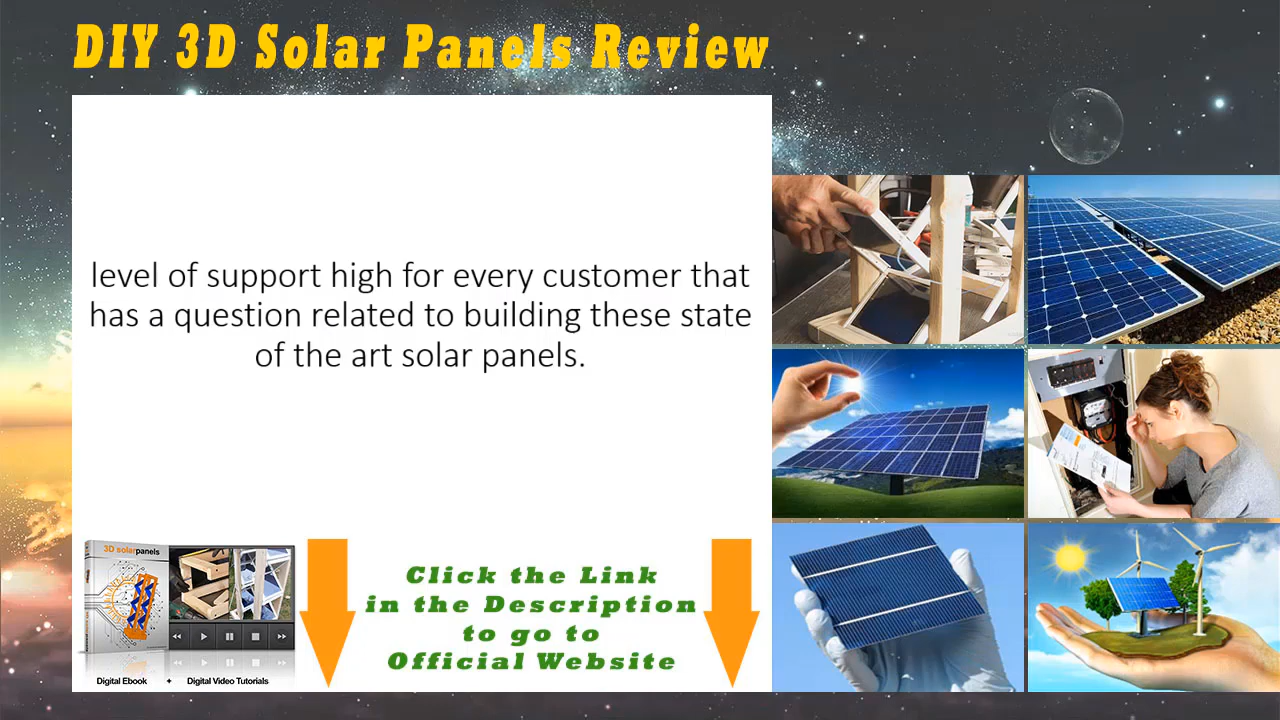 DIY 3D Solar Panels Review
level of support high for every customer that
has a question related to building these state
of the art solar panels.
3D solarpanels
Click the Link
in the Description
to go to
Official Website
Digital Ebook + Digital Video Tutorials